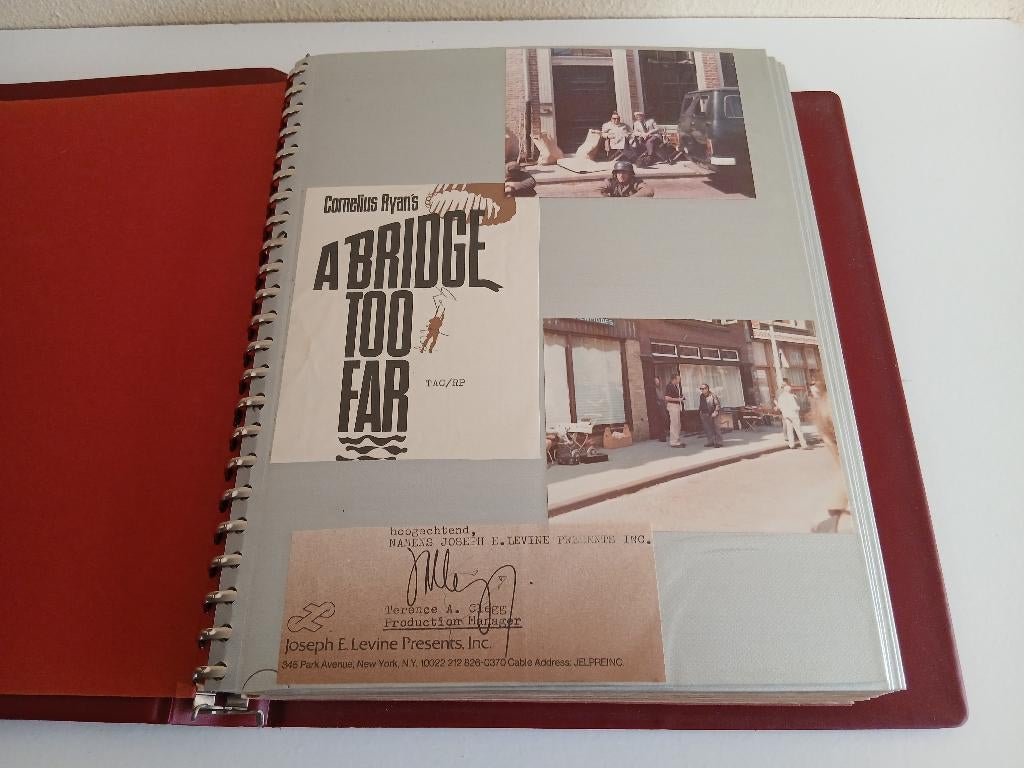 Cornelius Ryan's
A BRIDGE
TOO
FAR
TAC/RP
hoogachtend,
NAMENS JOSEPH E.LEVINE PRESENTS INC.
Terence A. Clegg
Production Manager
Joseph E. Levine Presents, Inc.
345 Park Avenue, New York, N.Y. 10022 212 826-0370 Cable Address: JELPREINC.